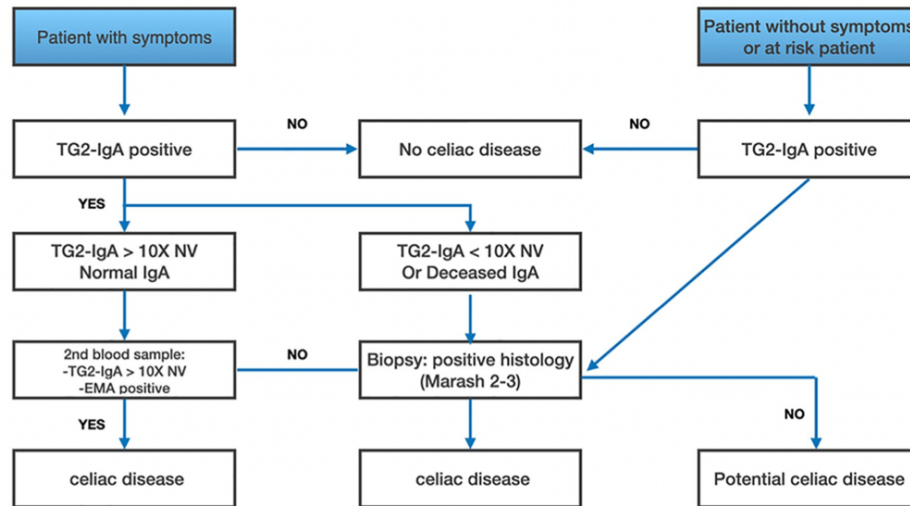 Patient with symptoms
Patient without symptoms
or at risk patient
TG2-IgA positive
NO
No celiac disease
NO
TG2-IgA positive
YES
TG2-IgA > 10X NV
Normal IgA
TG2-IgA < 10X NV
Or Deceased IgA
2nd blood sample:
-TG2-IgA > 10X NV
-EMA positive
NO
Biopsy: positive histology
(Marash 2-3)
YES
NO
celiac disease
celiac disease
Potential celiac disease